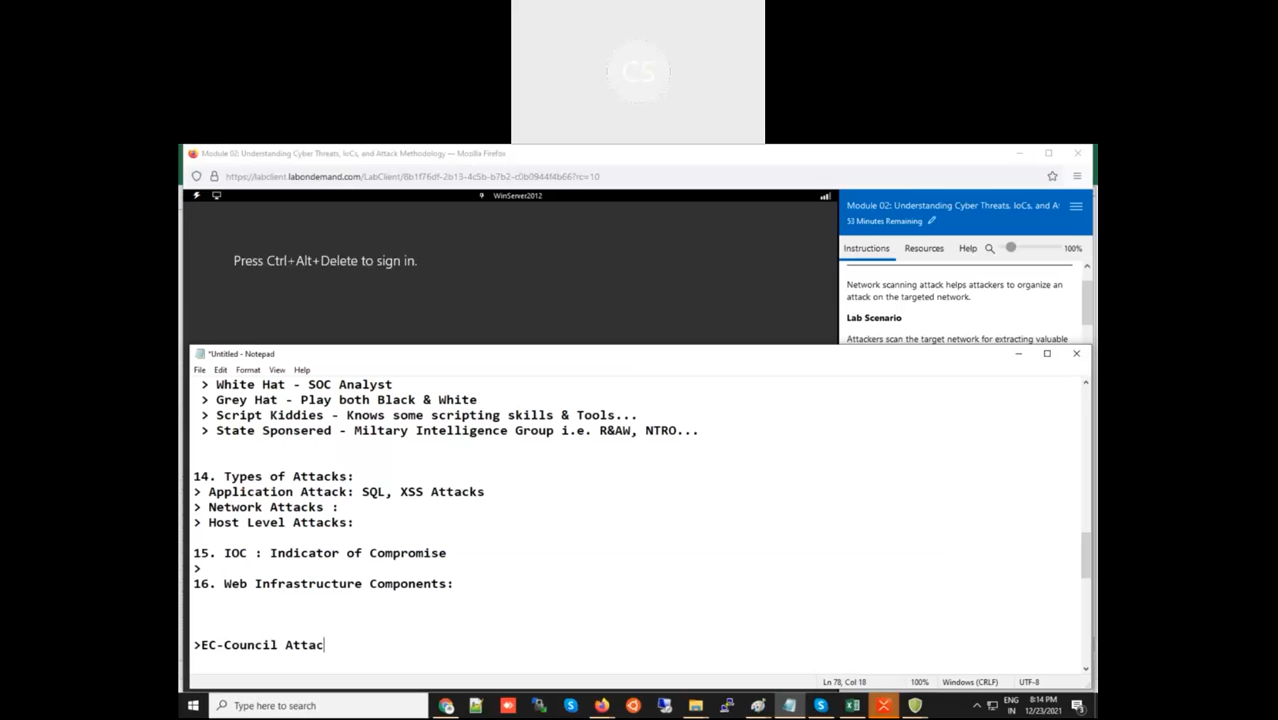 CS
Module 02: Understanding Cyber Threats, IoCs, and Attack Methodology — Mozilla Firefox
https://labclient.labondemand.com/LabClient/8b1f76df-2b13-4c5b-b7b2-c0b0944f4b66?rc=10
WinServer2012
Module 02: Understanding Cyber Threats, IoCs, and At
53 Minutes Remaining
Instructions Resources Help 100%
Press Ctrl+Alt+Delete to sign in.
Network scanning attack helps attackers to organize an
attack on the targeted network.
Lab Scenario
Attackers scan the target network for extracting valuable
*Untitled - Notepad
File Edit Format View Help
> White Hat - SOC Analyst
> Grey Hat - Play both Black & White
> Script Kiddies - Knows some scripting skills & Tools...
> State Sponsered - Miltary Intelligence Group i.e. R&AW, NTRO...
14. Types of Attacks:
> Application Attack: SQL, XSS Attacks
> Network Attacks :
> Host Level Attacks:
15. IOC : Indicator of Compromise
>
16. Web Infrastructure Components:
>EC-Council Attac
Ln 78, Col 18 100% Windows (CRLF) UTF-8
Type here to search
ENG
IN
8:14 PM
12/23/2021
3